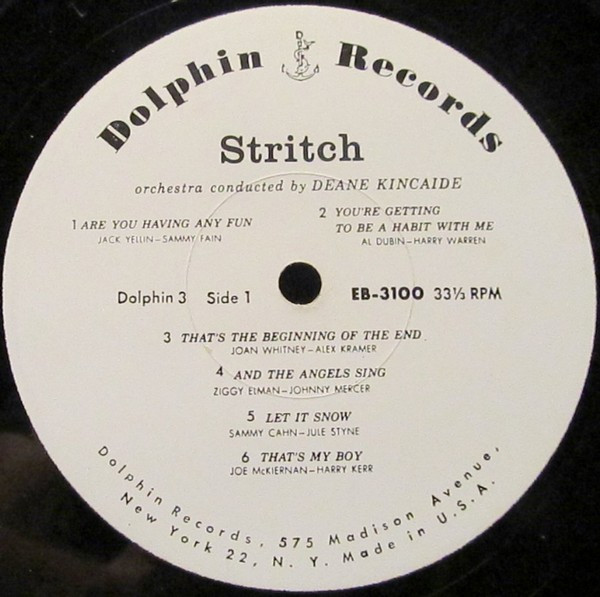 Dolphin Records
Stritch
orchestra conducted by DEANE KINCAIDE
1 ARE YOU HAVING ANY FUN
JACK YELLIN—SAMMY FAIN
2 YOU'RE GETTING
TO BE A HABIT WITH ME
AL DUBIN—HARRY WARREN
Dolphin 3 Side 1
EB-3100 33⅓ RPM
3 THAT'S THE BEGINNING OF THE END
JOAN WHITNEY—ALEX KRAMER
4 AND THE ANGELS SING
ZIGGY ELMAN—JOHNNY MERCER
5 LET IT SNOW
SAMMY CAHN—JULE STYNE
6 THAT'S MY BOY
JOE McKIERNAN—HARRY KERR
Dolphin Records, 575 Madison Avenue,
New York 22, N. Y. Made in U.S.A.